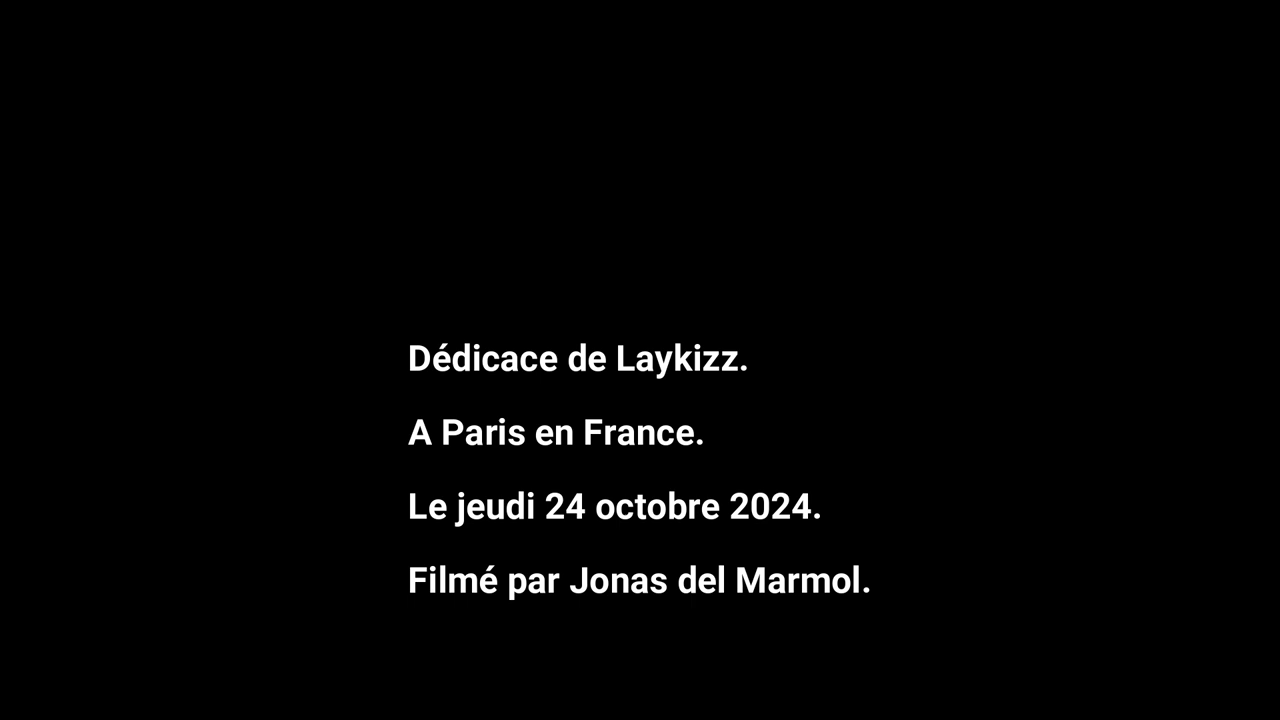 Dédicace de Laykizz.
A Paris en France.
Le jeudi 24 octobre 2024.
Filmé par Jonas del Marmol.